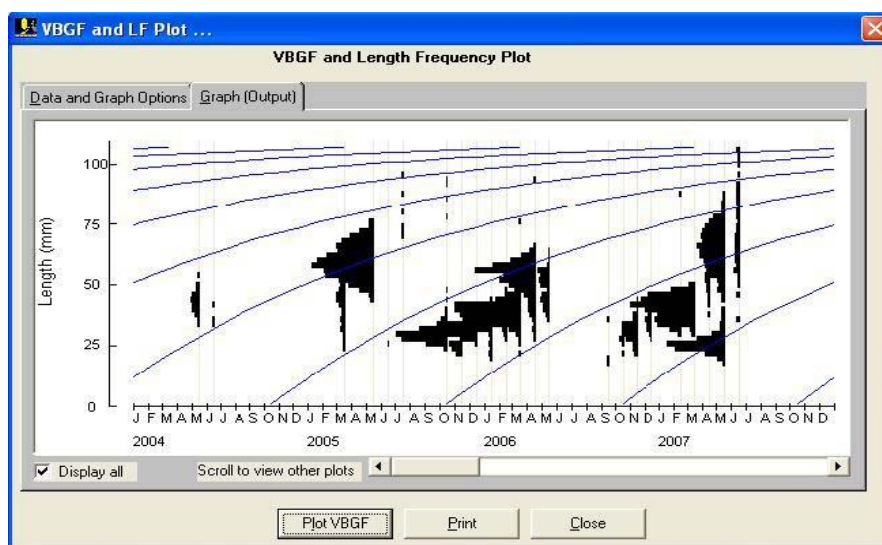 VBGF and LF Plot ...
VBGF and Length Frequency Plot
Data and Graph Options Graph (Output)
Length (mm)
100
75
50
25
0
J F M A M J J A S O N D J F M A M J J A S O N D J F M A M J J A S O N D J F M A M J J A S O N D
2004 2005 2006 2007
Display all Scroll to view other plots
Plot VBGF Print Close